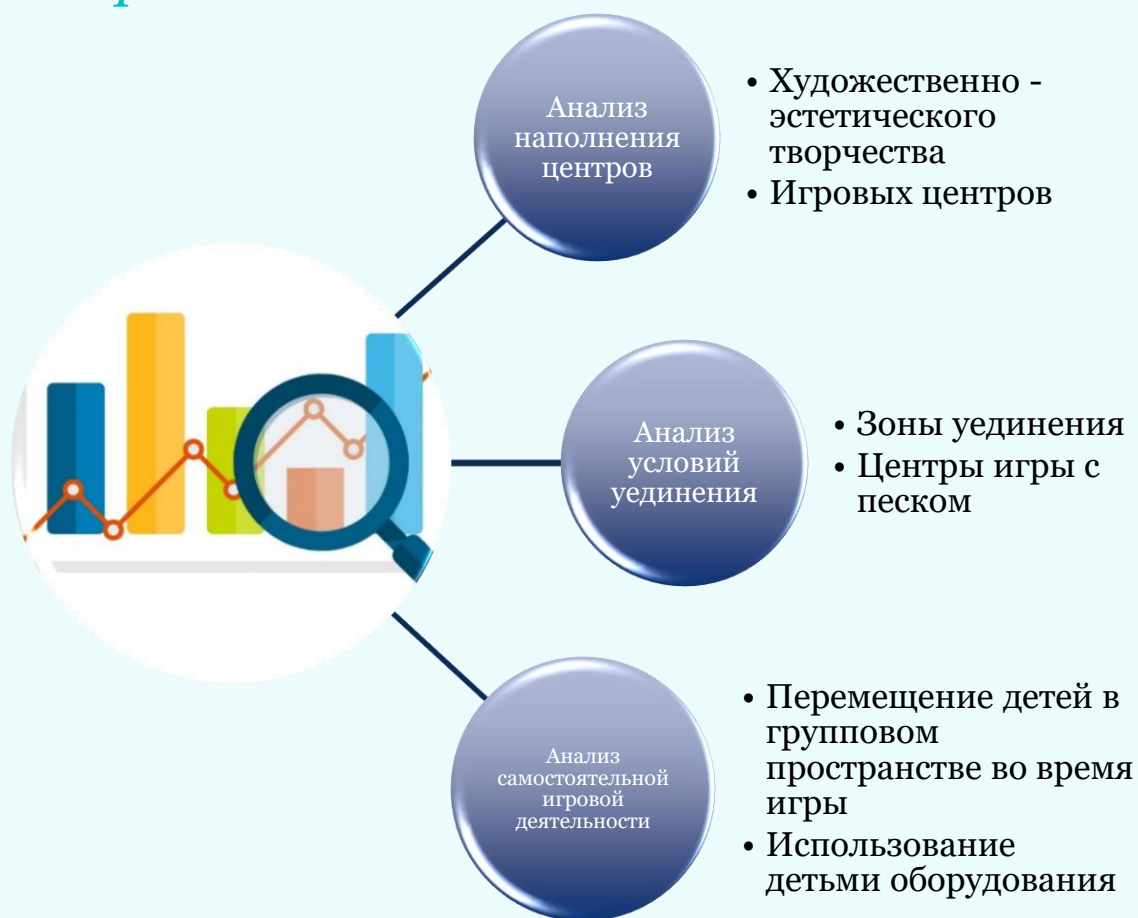 Анализ
наполнения
центров
• Художественно -
эстетического
творчества
• Игровых центров
Анализ
условий
уединения
• Зоны уединения
• Центры игры с
песком
Анализ
самостоятельной
игровой
деятельности
• Перемещение детей в
групповом
пространстве во время
игры
• Использование
детьми оборудования